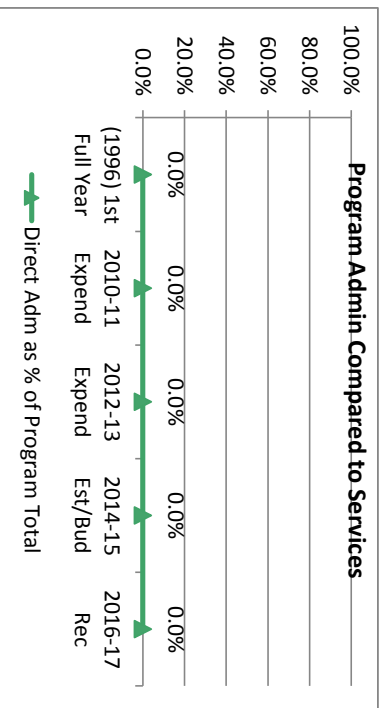 Program Admin Compared to Services
100.0%
80.0%
60.0%
40.0%
20.0%
0.0%
0.0% 0.0% 0.0% 0.0% 0.0%
(1996) 1st 2010-11 2012-13 2014-15 2016-17
Full Year Expend Expend Est/Bud Rec
Direct Adm as % of Program Total